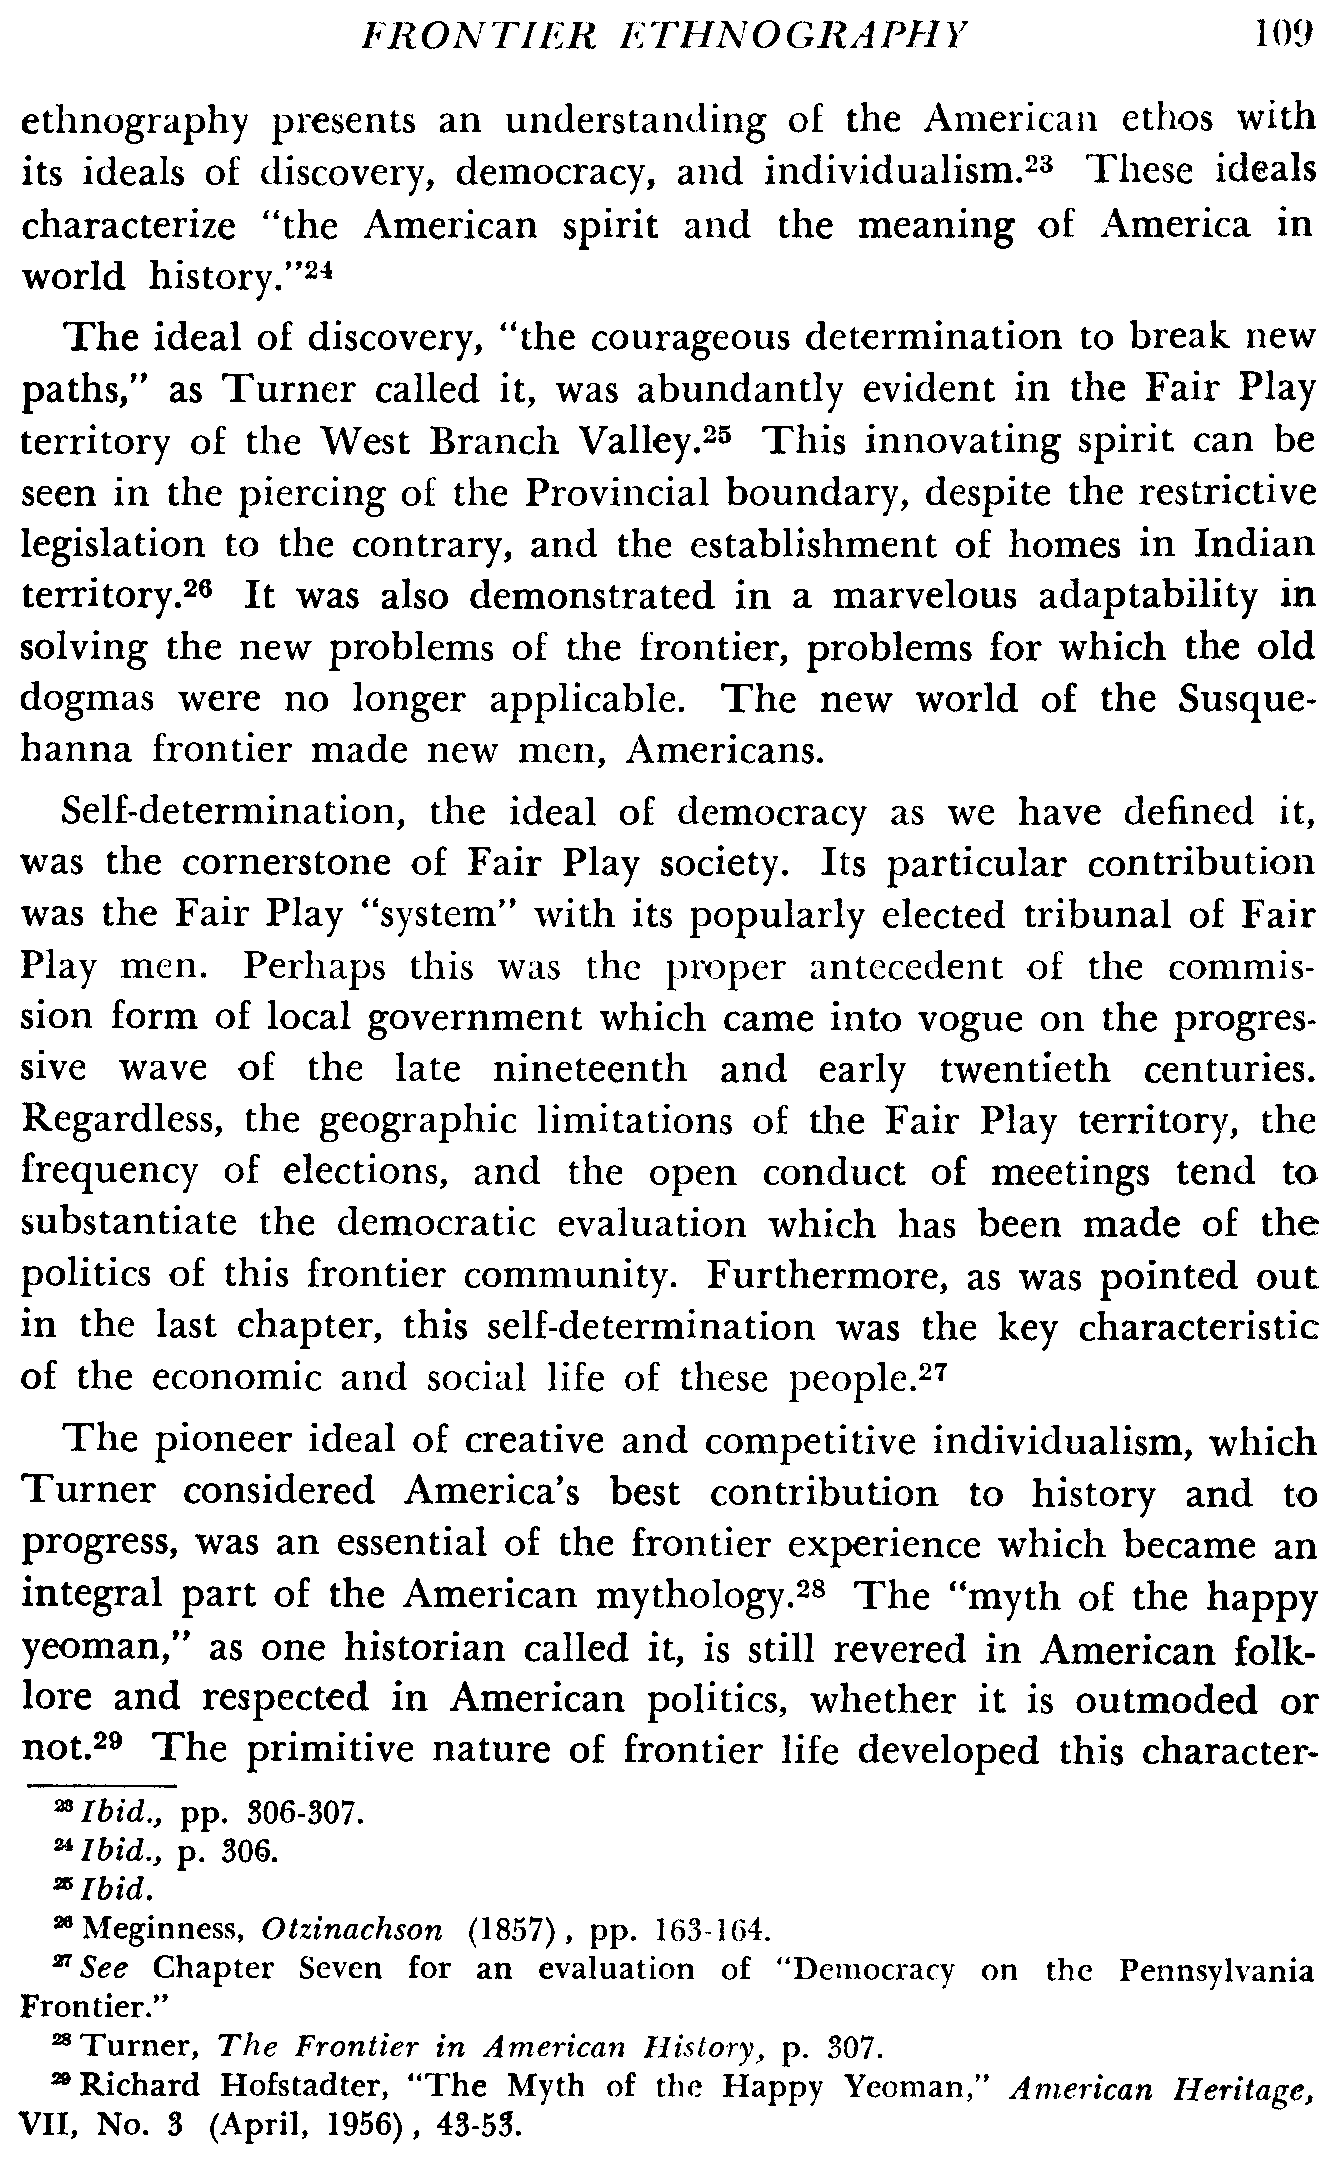 FRONTIER ETHNOGRAPHY 109
ethnography presents an understanding of the American ethos with
its ideals of discovery, democracy, and individualism.²³ These ideals
characterize “the American spirit and the meaning of America in
world history.”²⁴
The ideal of discovery, “the courageous determination to break new
paths,” as Turner called it, was abundantly evident in the Fair Play
territory of the West Branch Valley.²⁵ This innovating spirit can be
seen in the piercing of the Provincial boundary, despite the restrictive
legislation to the contrary, and the establishment of homes in Indian
territory.²⁶ It was also demonstrated in a marvelous adaptability in
solving the new problems of the frontier, problems for which the old
dogmas were no longer applicable. The new world of the Susque-
hanna frontier made new men, Americans.
Self-determination, the ideal of democracy as we have defined it,
was the cornerstone of Fair Play society. Its particular contribution
was the Fair Play “system” with its popularly elected tribunal of Fair
Play men. Perhaps this was the proper antecedent of the commis-
sion form of local government which came into vogue on the progres-
sive wave of the late nineteenth and early twentieth centuries.
Regardless, the geographic limitations of the Fair Play territory, the
frequency of elections, and the open conduct of meetings tend to
substantiate the democratic evaluation which has been made of the
politics of this frontier community. Furthermore, as was pointed out
in the last chapter, this self-determination was the key characteristic
of the economic and social life of these people.²⁷
The pioneer ideal of creative and competitive individualism, which
Turner considered America's best contribution to history and to
progress, was an essential of the frontier experience which became an
integral part of the American mythology.²⁸ The “myth of the happy
yeoman,” as one historian called it, is still revered in American folk-
lore and respected in American politics, whether it is outmoded or
not.²⁹ The primitive nature of frontier life developed this character-
²³ Ibid., pp. 306-307.
²⁴ Ibid., p. 306.
²⁵ Ibid.
²⁶ Meginness, Otzinachson (1857), pp. 163-164.
²⁷ See Chapter Seven for an evaluation of “Democracy on the Pennsylvania
Frontier.”
²⁸ Turner, The Frontier in American History, p. 307.
²⁹ Richard Hofstadter, “The Myth of the Happy Yeoman,” American Heritage,
VII, No. 3 (April, 1956), 43-53.